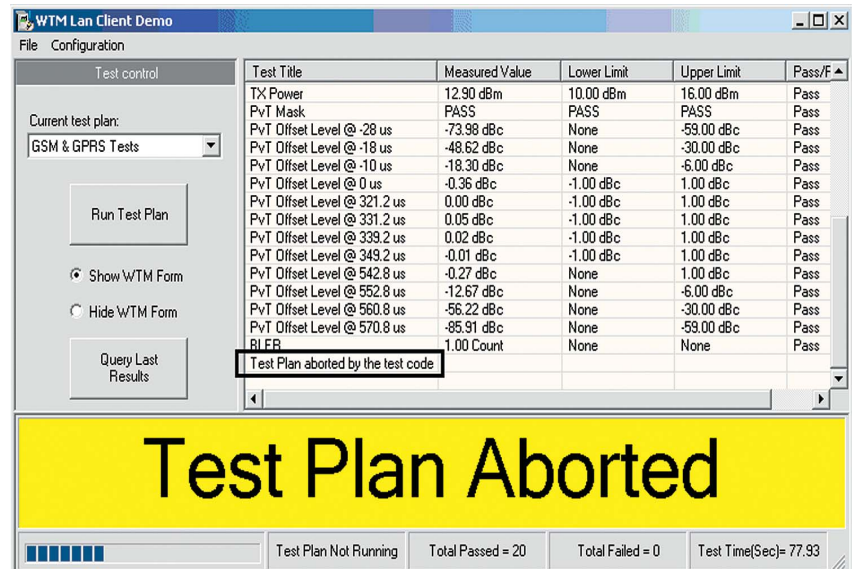 WTM Lan Client Demo
File Configuration
Test control
Current test plan:
GSM & GPRS Tests
Run Test Plan
Show WTM Form
Hide WTM Form
Query Last
Results
Test Title Measured Value Lower Limit Upper Limit Pass/F
TX Power 12.90 dBm 10.00 dBm 16.00 dBm Pass
PvT Mask PASS PASS PASS Pass
PvT Offset Level @ -28 us -73.98 dBc None -59.00 dBc Pass
PvT Offset Level @ -18 us -48.62 dBc None -30.00 dBc Pass
PvT Offset Level @ -10 us -18.30 dBc None -6.00 dBc Pass
PvT Offset Level @ 0 us -0.36 dBc -1.00 dBc 1.00 dBc Pass
PvT Offset Level @ 321.2 us 0.00 dBc -1.00 dBc 1.00 dBc Pass
PvT Offset Level @ 331.2 us 0.05 dBc -1.00 dBc 1.00 dBc Pass
PvT Offset Level @ 339.2 us 0.02 dBc -1.00 dBc 1.00 dBc Pass
PvT Offset Level @ 349.2 us -0.01 dBc -1.00 dBc 1.00 dBc Pass
PvT Offset Level @ 542.8 us -0.27 dBc None 1.00 dBc Pass
PvT Offset Level @ 552.8 us -12.67 dBc None -6.00 dBc Pass
PvT Offset Level @ 560.8 us -56.22 dBc None -30.00 dBc Pass
PvT Offset Level @ 570.8 us -85.91 dBc None -59.00 dBc Pass
BLER 1.00 Count None None Pass
Test Plan aborted by the test code
Test Plan Aborted
Test Plan Not Running Total Passed = 20 Total Failed = 0 Test Time(Sec)= 77.93